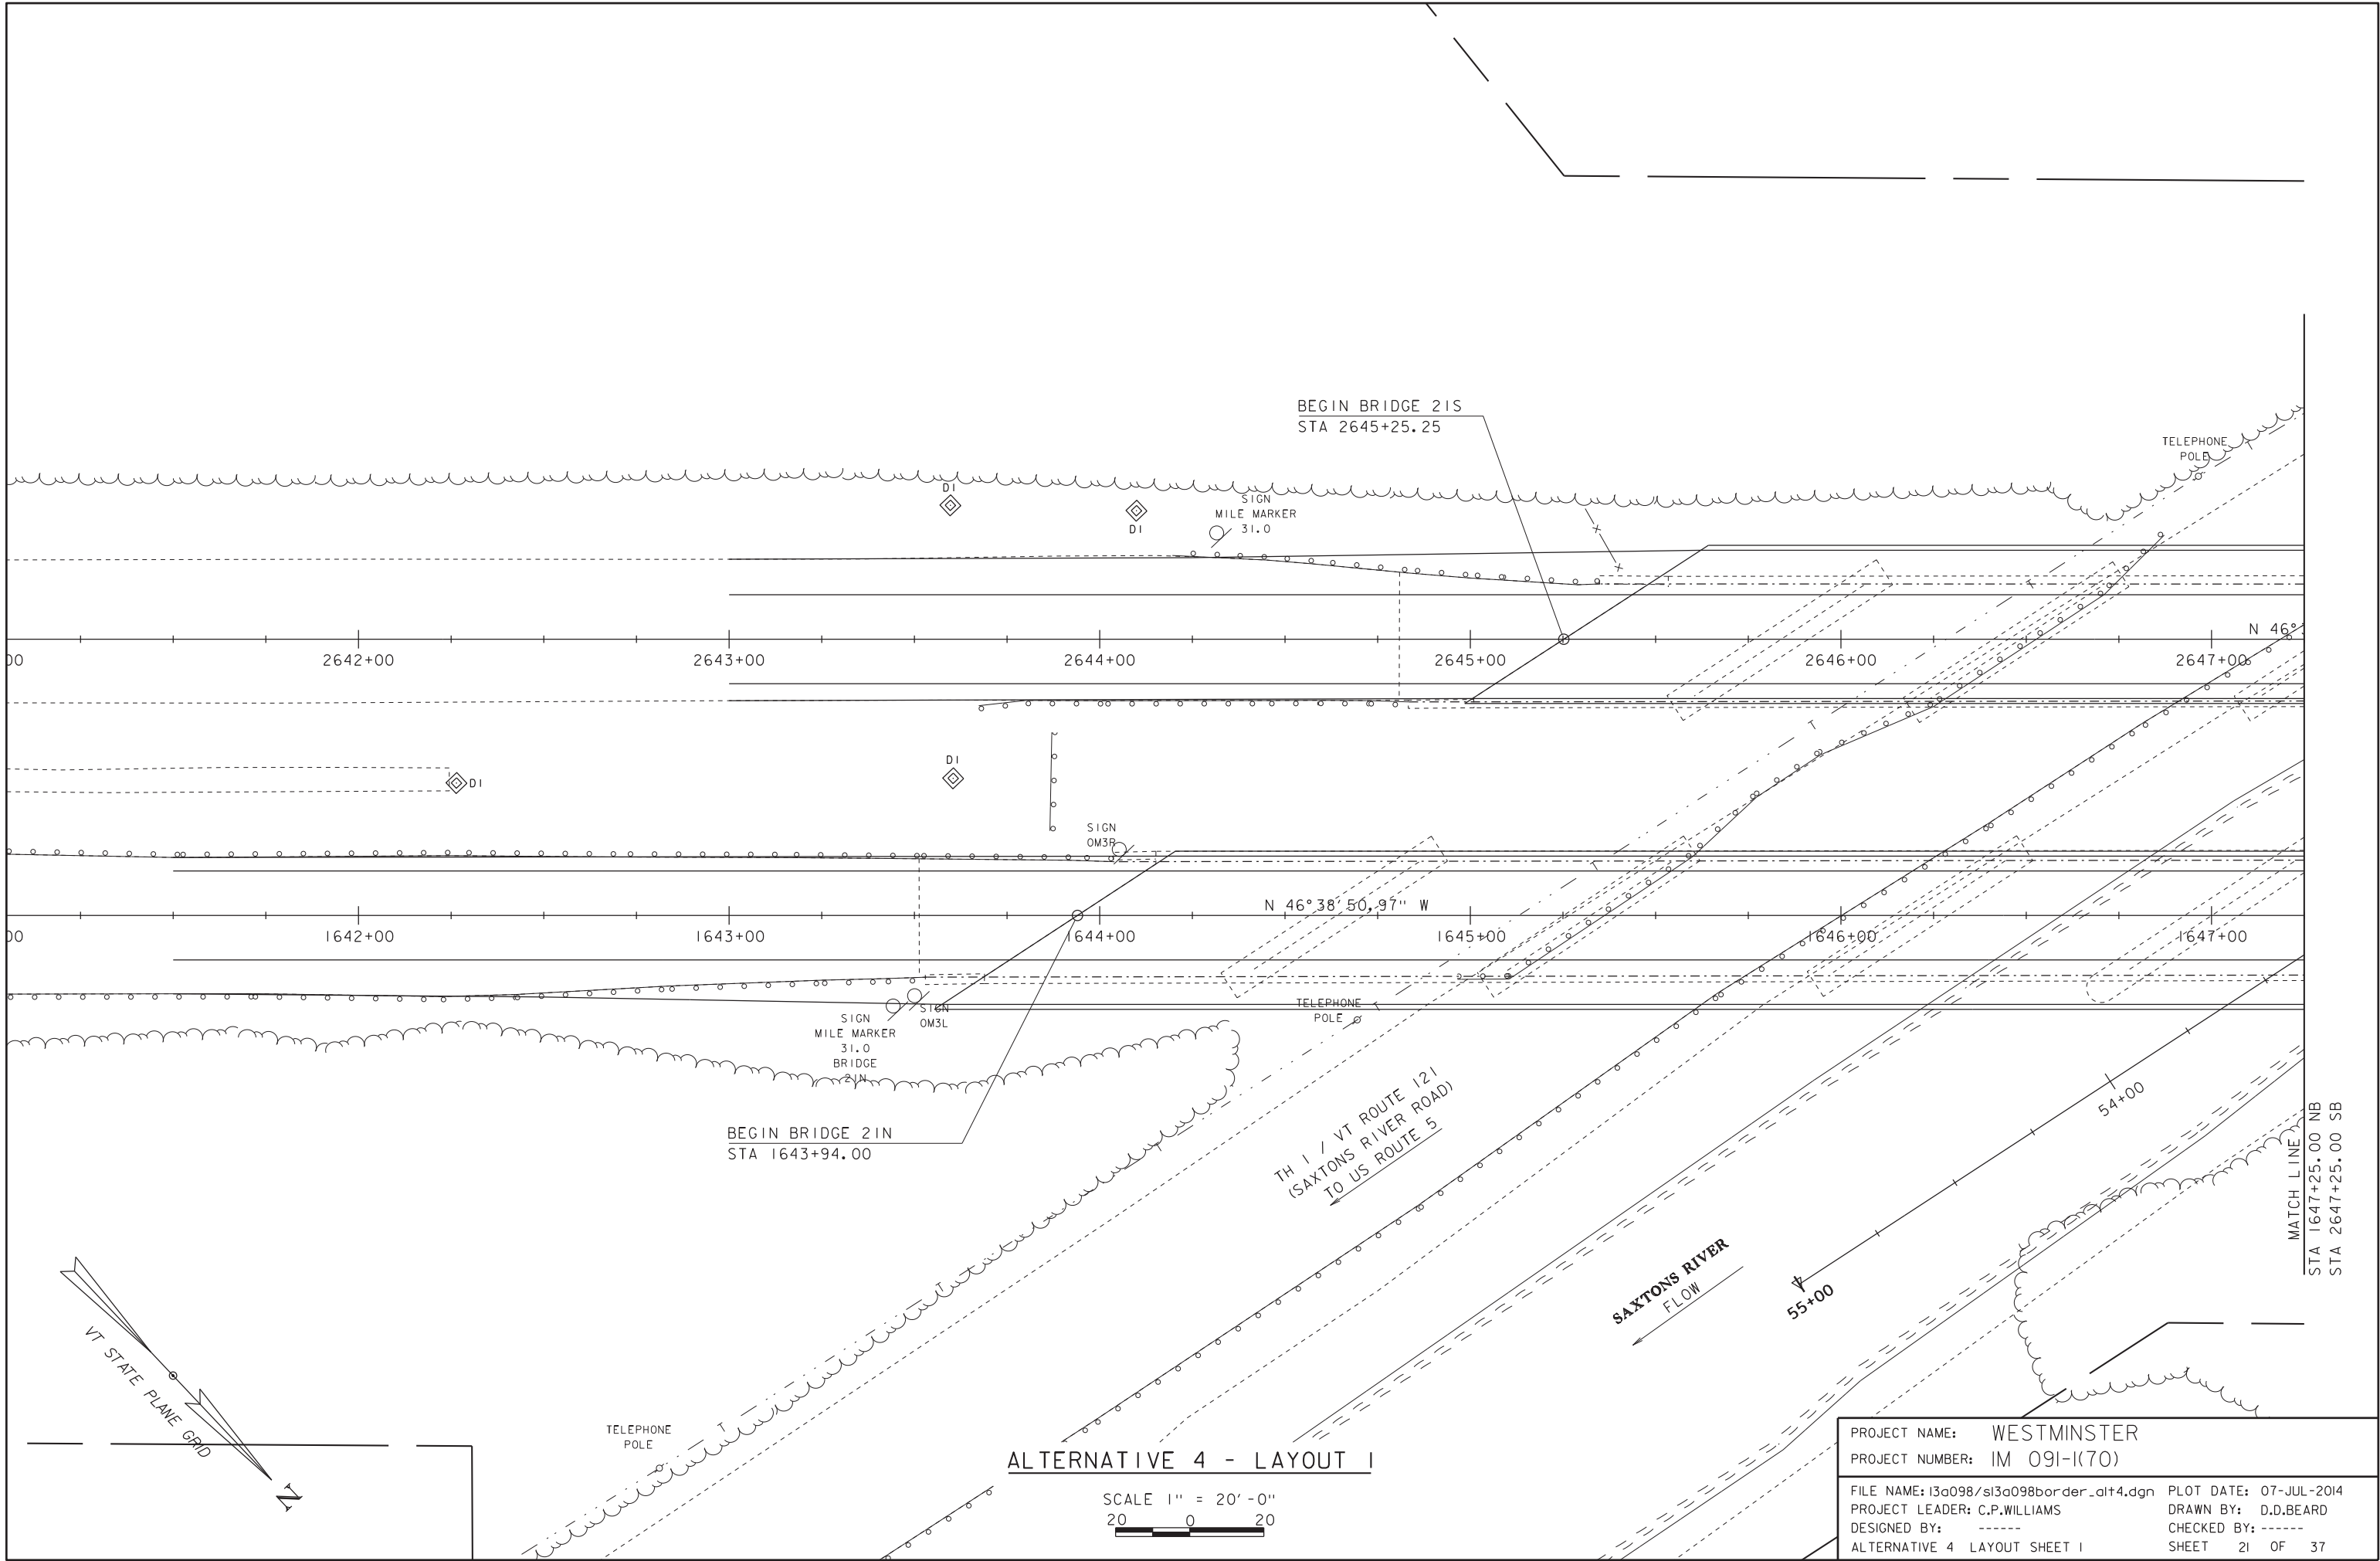 BEGIN BRIDGE 21S
STA 2645+25.25
TELEPHONE
POLE
D1
D1
SIGN
MILE MARKER
31.0
N 46°
00
2642+00
2643+00
2644+00
2645+00
2646+00
2647+00
D1
D1
SIGN
OM3R
N 46°38'50.97" W
00
1642+00
1643+00
1644+00
1645+00
1646+00
1647+00
SIGN
MILE MARKER
31.0
BRIDGE
21N
SIGN
OM3L
TELEPHONE
POLE
BEGIN BRIDGE 21N
STA 1643+94.00
TH 1 / VT ROUTE 121
(SAXTONS RIVER ROAD)
TO US ROUTE 5
54+00
55+00
SAXTONS RIVER
FLOW
MATCH LINE
STA 1647+25.00 NB
STA 2647+25.00 SB
VT STATE PLANE GRID
N
TELEPHONE
POLE
ALTERNATIVE 4 - LAYOUT 1
SCALE 1" = 20'-0"
20 0 20
PROJECT NAME: WESTMINSTER
PROJECT NUMBER: IM 091-1(70)
FILE NAME: 13a098/s13a098border_alt4.dgn PLOT DATE: 07-JUL-2014
PROJECT LEADER: C.P.WILLIAMS DRAWN BY: D.D.BEARD
DESIGNED BY: ------ CHECKED BY: ------
ALTERNATIVE 4 LAYOUT SHEET 1 SHEET 21 OF 37